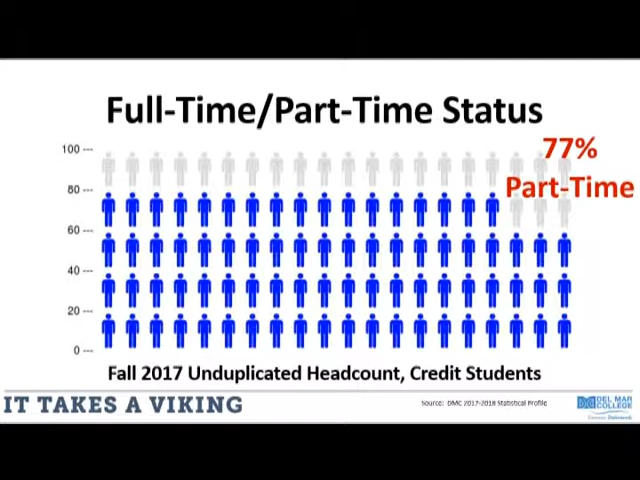 Full-Time/Part-Time Status
100 ---
80 ---
60 ---
40 ---
20 ---
0 ---
77%
Part-Time
Fall 2017 Unduplicated Headcount, Credit Students
IT TAKES A VIKING
Source: DMC 2017-2018 Statistical Profile
DEL MAR
COLLEGE